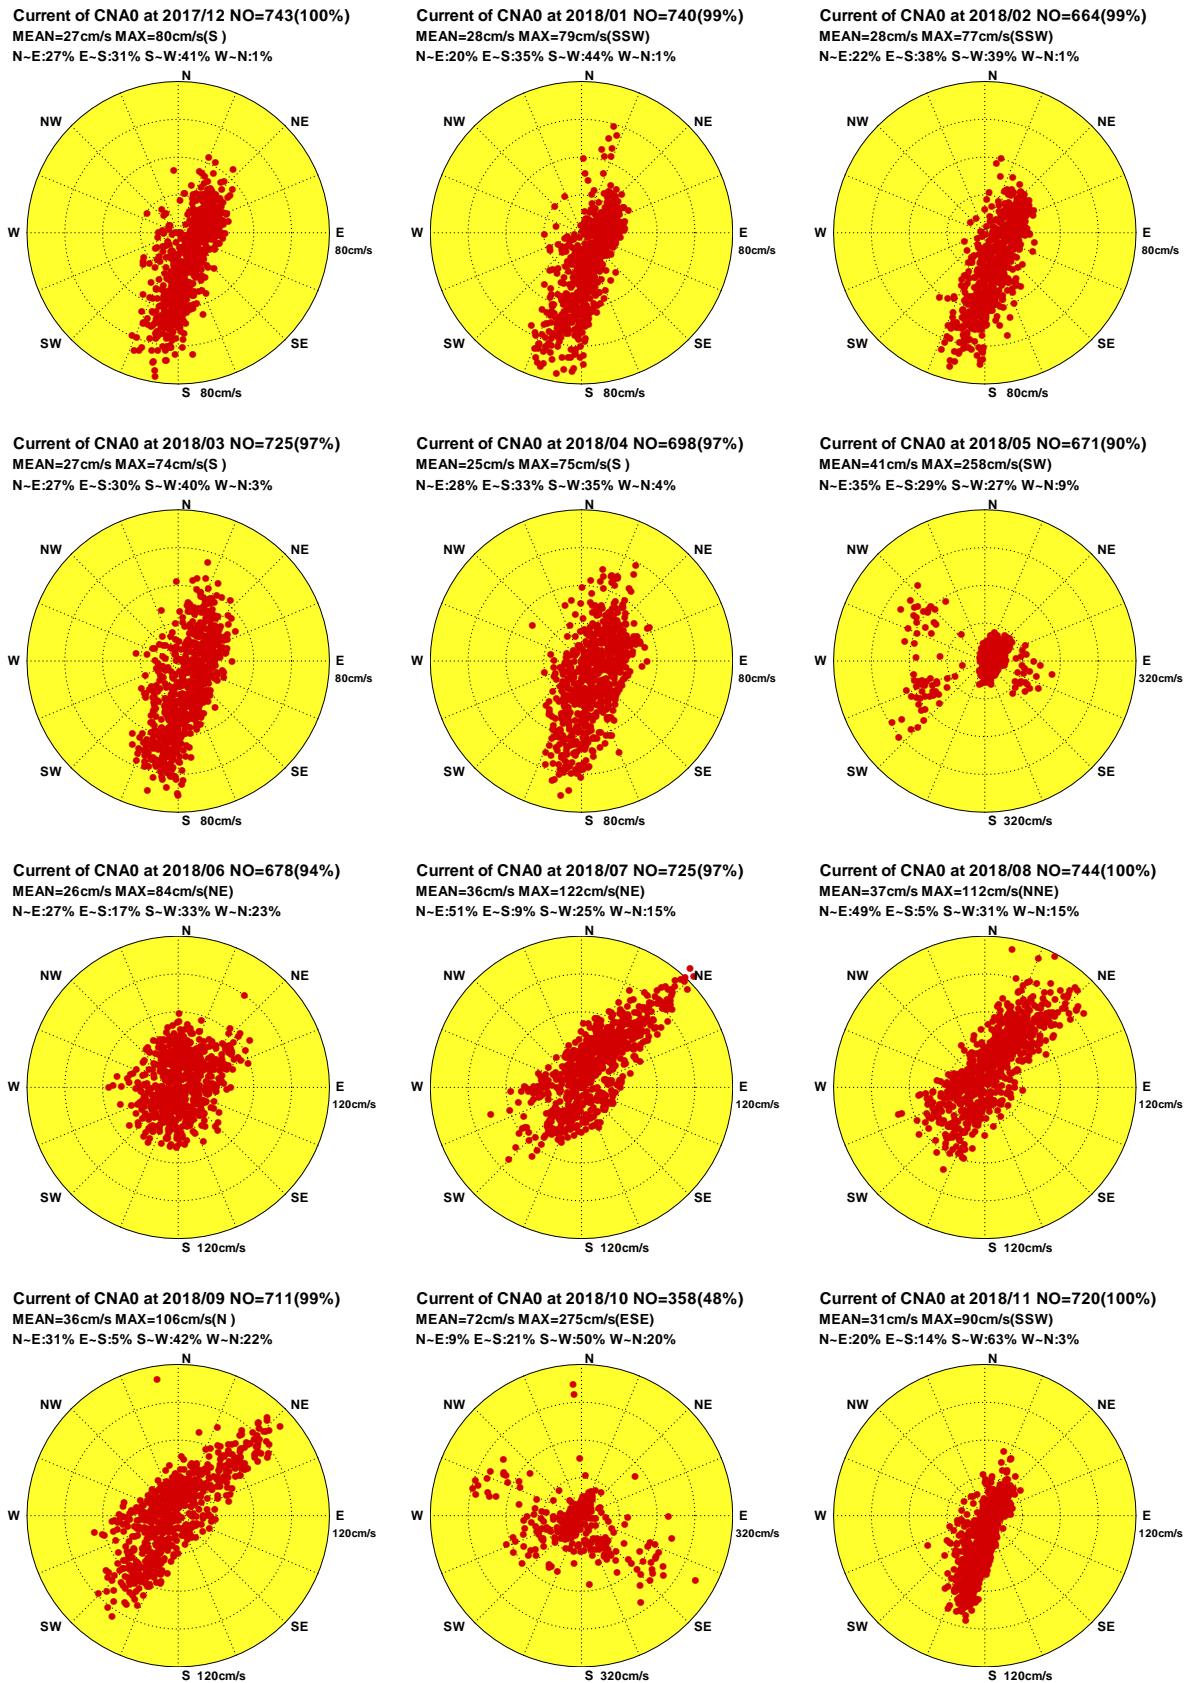 Current of CNA0 at 2017/12 NO=743(100%)
MEAN=27cm/s MAX=80cm/s(S )
N~E:27% E~S:31% S~W:41% W~N:1%
N
NW
NE
W
E
80cm/s
SW
SE
S 80cm/s
Current of CNA0 at 2018/01 NO=740(99%)
MEAN=28cm/s MAX=79cm/s(SSW)
N~E:20% E~S:35% S~W:44% W~N:1%
N
NW
NE
W
E
80cm/s
SW
SE
S 80cm/s
Current of CNA0 at 2018/02 NO=664(99%)
MEAN=28cm/s MAX=77cm/s(SSW)
N~E:22% E~S:38% S~W:39% W~N:1%
N
NW
NE
W
E
80cm/s
SW
SE
S 80cm/s
Current of CNA0 at 2018/03 NO=725(97%)
MEAN=27cm/s MAX=74cm/s(S )
N~E:27% E~S:30% S~W:40% W~N:3%
N
NW
NE
W
E
80cm/s
SW
SE
S 80cm/s
Current of CNA0 at 2018/04 NO=698(97%)
MEAN=25cm/s MAX=75cm/s(S )
N~E:28% E~S:33% S~W:35% W~N:4%
N
NW
NE
W
E
80cm/s
SW
SE
S 80cm/s
Current of CNA0 at 2018/05 NO=671(90%)
MEAN=41cm/s MAX=258cm/s(SW)
N~E:35% E~S:29% S~W:27% W~N:9%
N
NW
NE
W
E
320cm/s
SW
SE
S 320cm/s
Current of CNA0 at 2018/06 NO=678(94%)
MEAN=26cm/s MAX=84cm/s(NE)
N~E:27% E~S:17% S~W:33% W~N:23%
N
NW
NE
W
E
120cm/s
SW
SE
S 120cm/s
Current of CNA0 at 2018/07 NO=725(97%)
MEAN=36cm/s MAX=122cm/s(NE)
N~E:51% E~S:9% S~W:25% W~N:15%
N
NW
NE
W
E
120cm/s
SW
SE
S 120cm/s
Current of CNA0 at 2018/08 NO=744(100%)
MEAN=37cm/s MAX=112cm/s(NNE)
N~E:49% E~S:5% S~W:31% W~N:15%
N
NW
NE
W
E
120cm/s
SW
SE
S 120cm/s
Current of CNA0 at 2018/09 NO=711(99%)
MEAN=36cm/s MAX=106cm/s(N )
N~E:31% E~S:5% S~W:42% W~N:22%
N
NW
NE
W
E
120cm/s
SW
SE
S 120cm/s
Current of CNA0 at 2018/10 NO=358(48%)
MEAN=72cm/s MAX=275cm/s(ESE)
N~E:9% E~S:21% S~W:50% W~N:20%
N
NW
NE
W
E
320cm/s
SW
SE
S 320cm/s
Current of CNA0 at 2018/11 NO=720(100%)
MEAN=31cm/s MAX=90cm/s(SSW)
N~E:20% E~S:14% S~W:63% W~N:3%
N
NW
NE
W
E
120cm/s
SW
SE
S 120cm/s